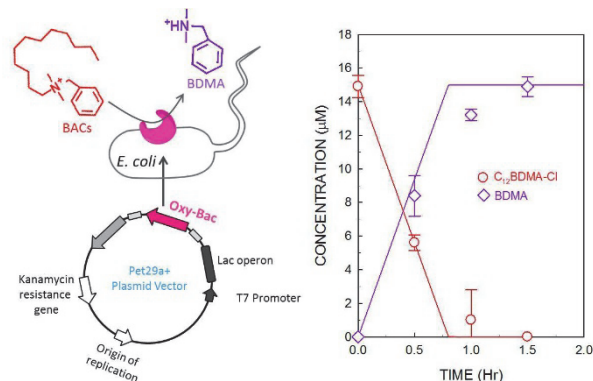 ⁺HN
BDMA
N⁺
BACs
E. coli
Oxy-Bac
Lac operon
Pet29a+
Plasmid Vector
Kanamycin
resistance
gene
T7 Promoter
Origin of
replication
CONCENTRATION (μM)
18
16
14
12
10
8
6
4
2
0
C₁₂BDMA-Cl
BDMA
0.0
0.5
1.0
1.5
2.0
TIME (Hr)